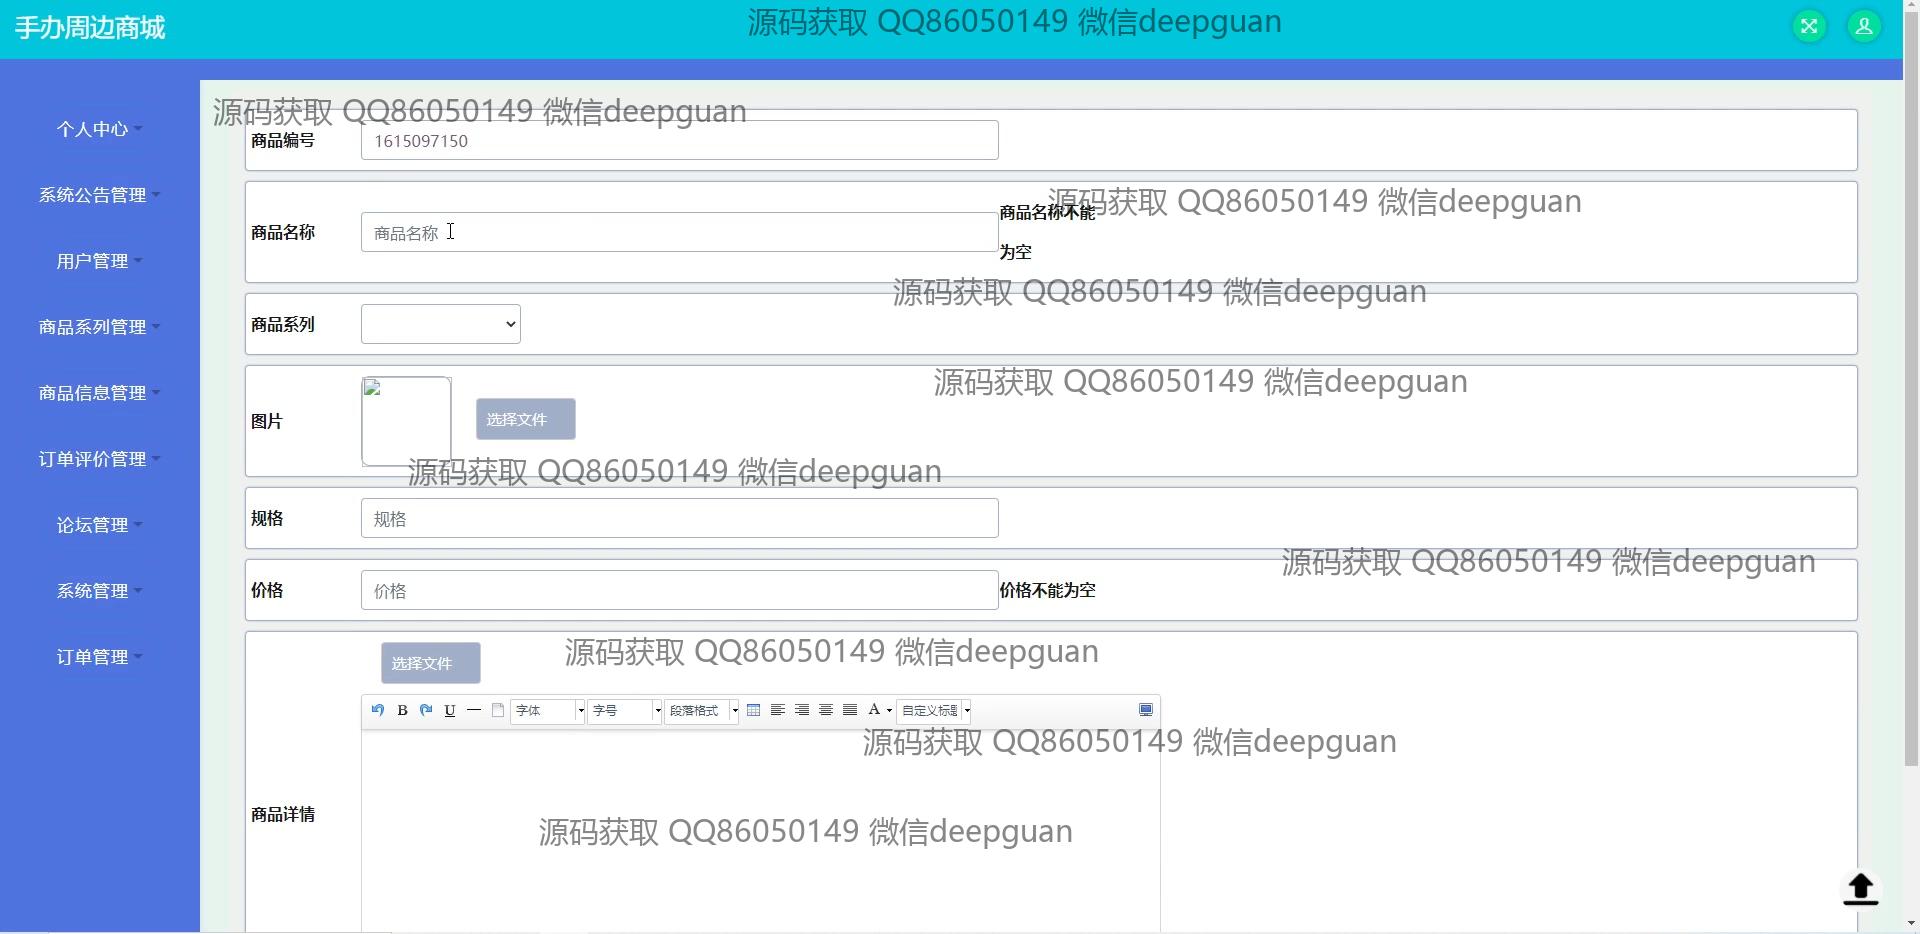 手办周边商城
源码获取 QQ86050149 微信deepguan
个人中心
系统公告管理
用户管理
商品系列管理
商品信息管理
订单评价管理
论坛管理
系统管理
订单管理
源码获取 QQ86050149 微信deepguan
商品编号
1615097150
源码获取 QQ86050149 微信deepguan
商品名称
商品名称
商品名称不能
为空
源码获取 QQ86050149 微信deepguan
商品系列
源码获取 QQ86050149 微信deepguan
图片
选择文件
源码获取 QQ86050149 微信deepguan
规格
规格
源码获取 QQ86050149 微信deepguan
价格
价格
价格不能为空
源码获取 QQ86050149 微信deepguan
选择文件
B U 字体 字号 段落格式 A 自定义标题
源码获取 QQ86050149 微信deepguan
商品详情
源码获取 QQ86050149 微信deepguan